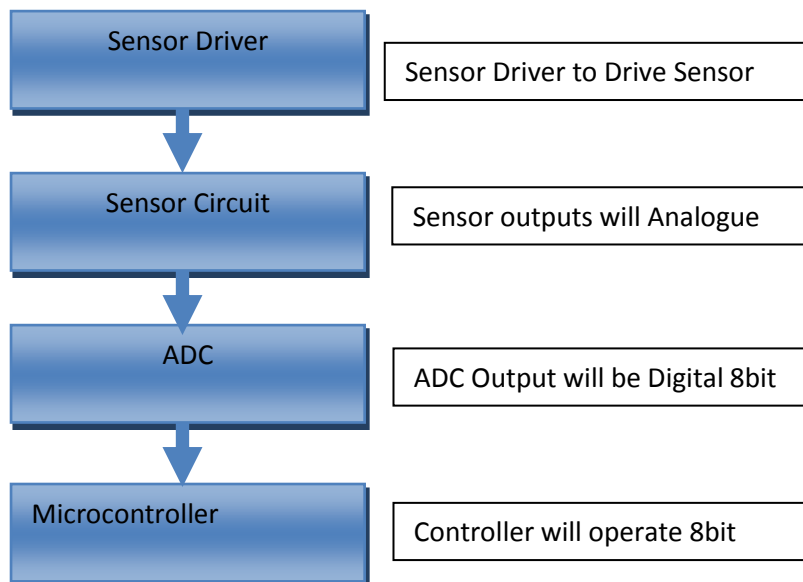 Sensor Driver
Sensor Driver to Drive Sensor
Sensor Circuit
Sensor outputs will Analogue
ADC
ADC Output will be Digital 8bit
Microcontroller
Controller will operate 8bit